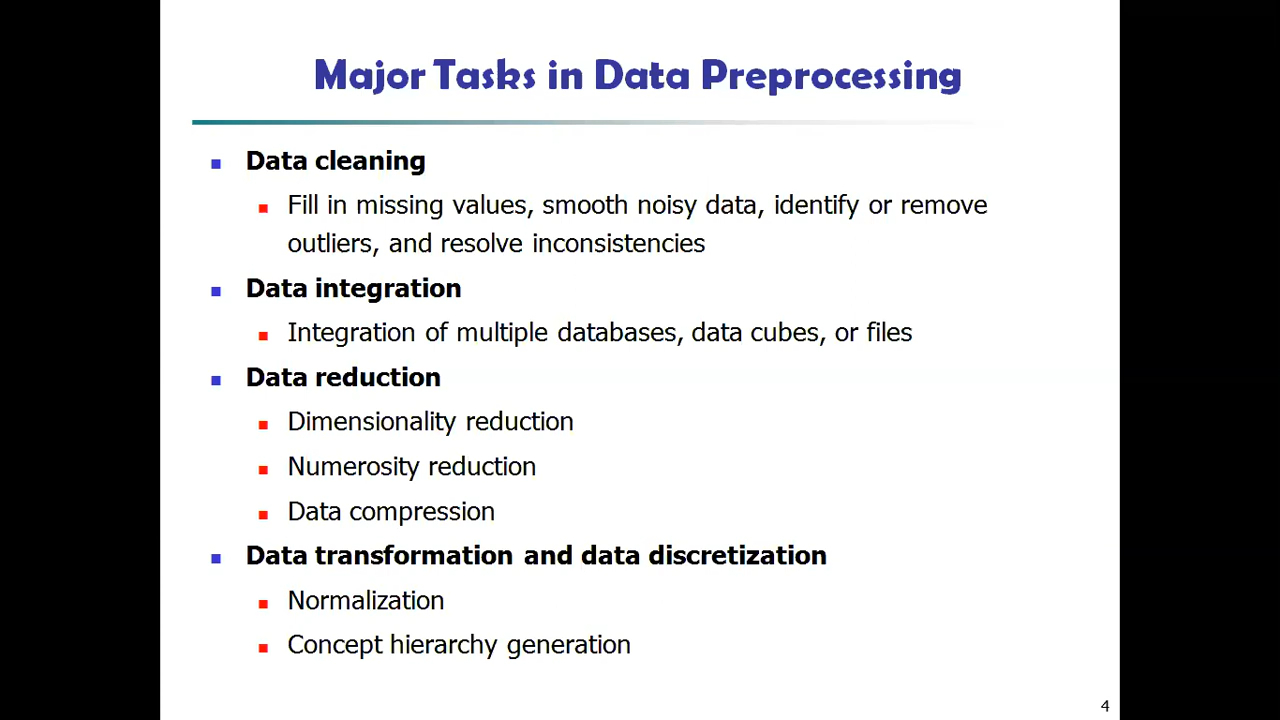 Major Tasks in Data Preprocessing
Data cleaning
Fill in missing values, smooth noisy data, identify or remove
outliers, and resolve inconsistencies
Data integration
Integration of multiple databases, data cubes, or files
Data reduction
Dimensionality reduction
Numerosity reduction
Data compression
Data transformation and data discretization
Normalization
Concept hierarchy generation
4